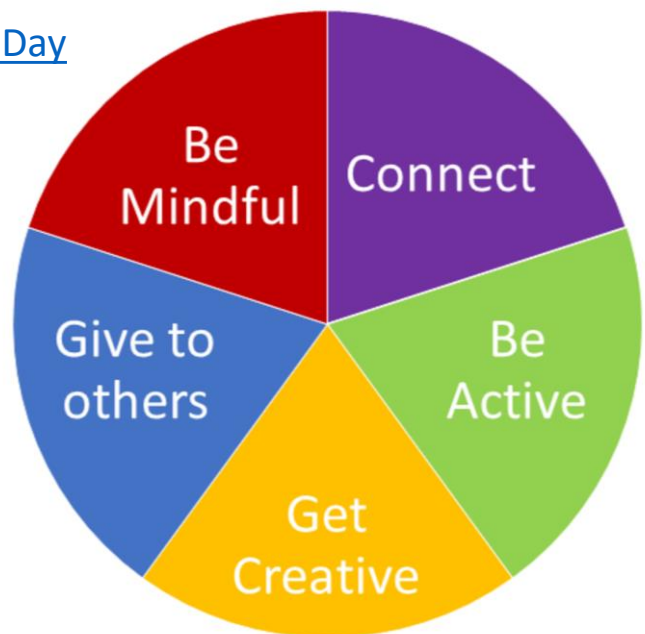 Day
Be
Mindful
Connect
Give to
others
Be
Active
Get
Creative